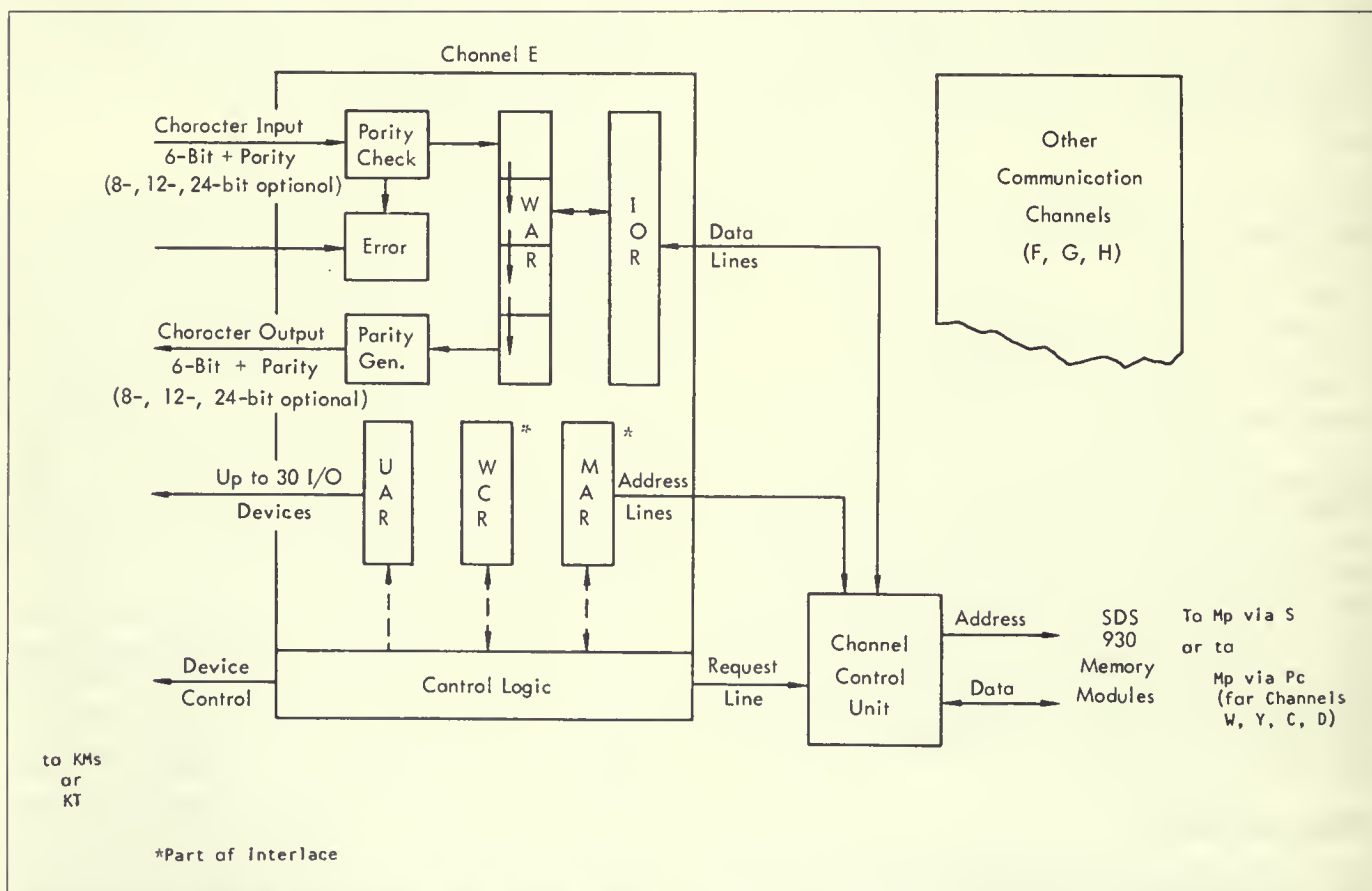 Channel E
Character Input
6-Bit + Parity
(8-, 12-, 24-bit optional)
Parity
Check
Error
W
A
R
I
O
R
Data
Lines
Other
Communication
Channels
(F, G, H)
Character Output
6-Bit + Parity
(8-, 12-, 24-bit optional)
Parity
Gen.
Up to 30 I/O
Devices
U
A
R
W
C
R
*
M
A
R
*
Address
Lines
Device
Control
Control Logic
Request
Line
Channel
Control
Unit
Address
Data
SDS
930
Memory
Modules
To Mp via S
or to
Mp via Pc
(for Channels
W, Y, C, D)
to KMs
or
KT
*Part of Interlace